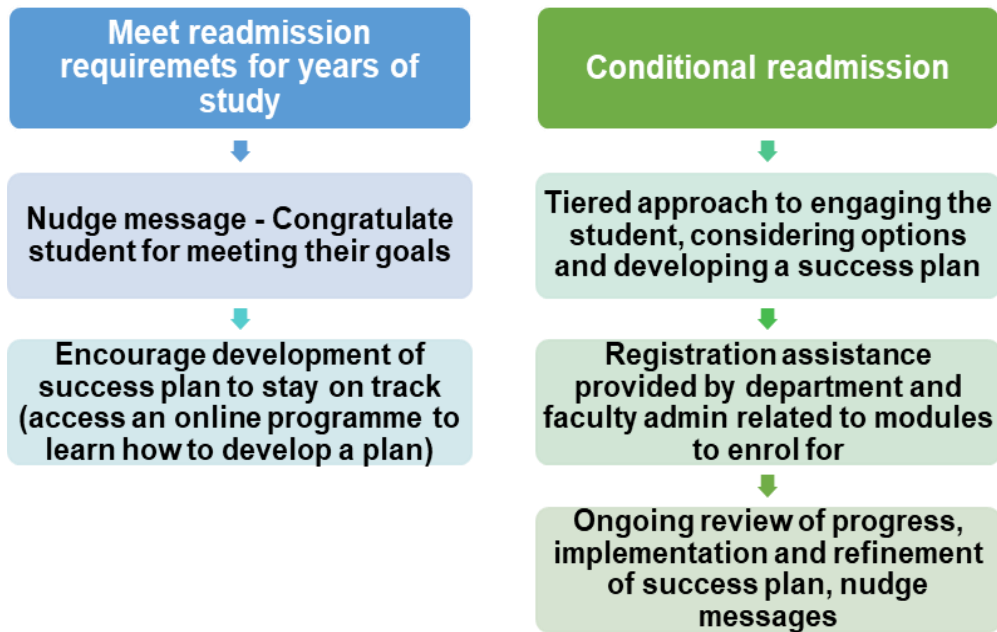 Meet readmission
requiremets for years of
study
Nudge message - Congratulate
student for meeting their goals
Encourage development of
success plan to stay on track
(access an online programme to
learn how to develop a plan)
Conditional readmission
Tiered approach to engaging the
student, considering options
and developing a success plan
Registration assistance
provided by department and
faculty admin related to modules
to enrol for
Ongoing review of progress,
implementation and refinement
of success plan, nudge
messages